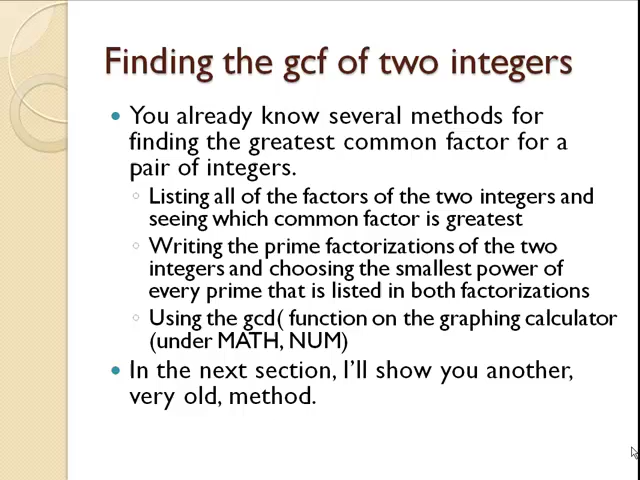 Finding the gcf of two integers
You already know several methods for
finding the greatest common factor for a
pair of integers.
Listing all of the factors of the two integers and
seeing which common factor is greatest
Writing the prime factorizations of the two
integers and choosing the smallest power of
every prime that is listed in both factorizations
Using the gcd( function on the graphing calculator
(under MATH, NUM)
In the next section, I'll show you another,
very old, method.